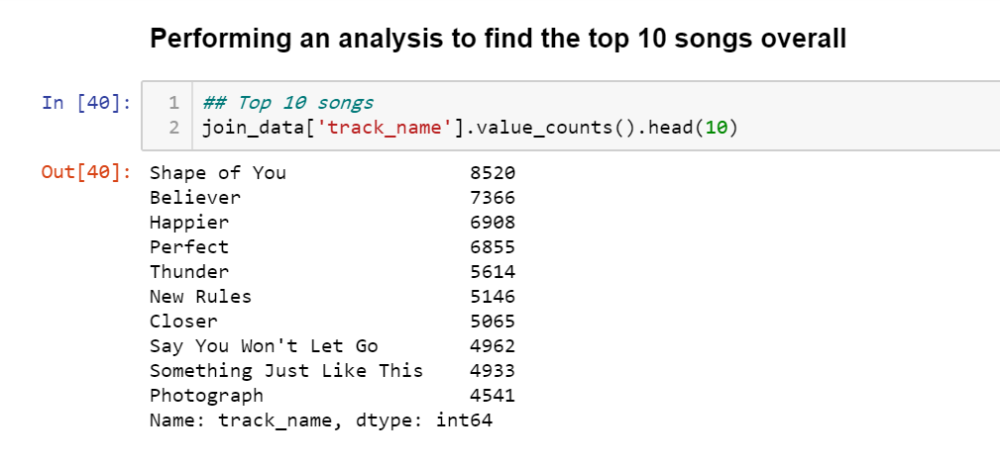 Performing an analysis to find the top 10 songs overall
In [40]: 1 ## Top 10 songs
2 join_data['track_name'].value_counts().head(10)
Out[40]: Shape of You 8520
Believer 7366
Happier 6908
Perfect 6855
Thunder 5614
New Rules 5146
Closer 5065
Say You Won't Let Go 4962
Something Just Like This 4933
Photograph 4541
Name: track_name, dtype: int64